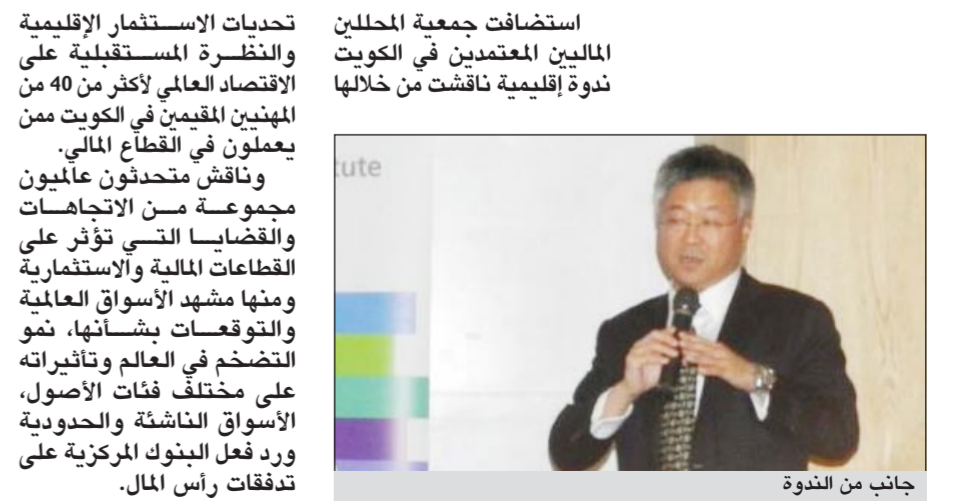 استضافت جمعية المحللين
الماليين المعتمدين في الكويت
ندوة إقليمية ناقشت من خلالها
tute
جانب من الندوة
تحديات الاستثمار الإقليمية
والنظرة المستقبلية على
الاقتصاد العالمي لأكثر من 40 من
المهنيين المقيمين في الكويت ممن
يعملون في القطاع المالي.
وناقش متحدثون عالميون
مجموعة من الاتجاهات
والقضايا التي تؤثر على
القطاعات المالية والاستثمارية
ومنها مشهد الأسواق العالمية
والتوقعات بشأنها، نمو
التضخم في العالم وتأثيراته
على مختلف فئات الأصول،
الأسواق الناشئة والحدودية
ورد فعل البنوك المركزية على
تدفقات رأس المال.